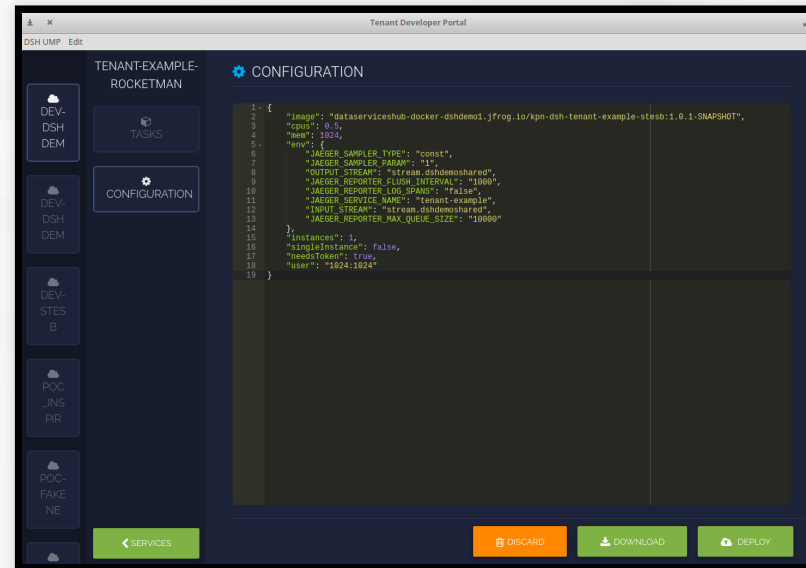 Tenant Developer Portal
DSH UMP Edit
DEV-
DSH
DEM
DEV-
DSH
DEM
DEV-
STES
B
POC
_INS
PIR
POC-
FAKE
NE
TENANT-EXAMPLE-
ROCKETMAN
TASKS
CONFIGURATION
SERVICES
CONFIGURATION
1 {
2 "image": "dataserviceshub-docker-dshdemo1.jfrog.io/kpn-dsh-tenant-example-stesb:1.0.1-SNAPSHOT",
3 "cpus": 0.5,
4 "mem": 1024,
5 "env": {
6 "JAEGER_SAMPLER_TYPE": "const",
7 "JAEGER_SAMPLER_PARAM": "1",
8 "OUTPUT_STREAM": "stream.dshdemoshared",
9 "JAEGER_REPORTER_FLUSH_INTERVAL": "1000",
10 "JAEGER_REPORTER_LOG_SPANS": "false",
11 "JAEGER_SERVICE_NAME": "tenant-example",
12 "INPUT_STREAM": "stream.dshdemoshared",
13 "JAEGER_REPORTER_MAX_QUEUE_SIZE": "10000"
14 },
15 "instances": 1,
16 "singleInstance": false,
17 "needsToken": true,
18 "user": "1024:1024"
19 }
DISCARD
DOWNLOAD
DEPLOY